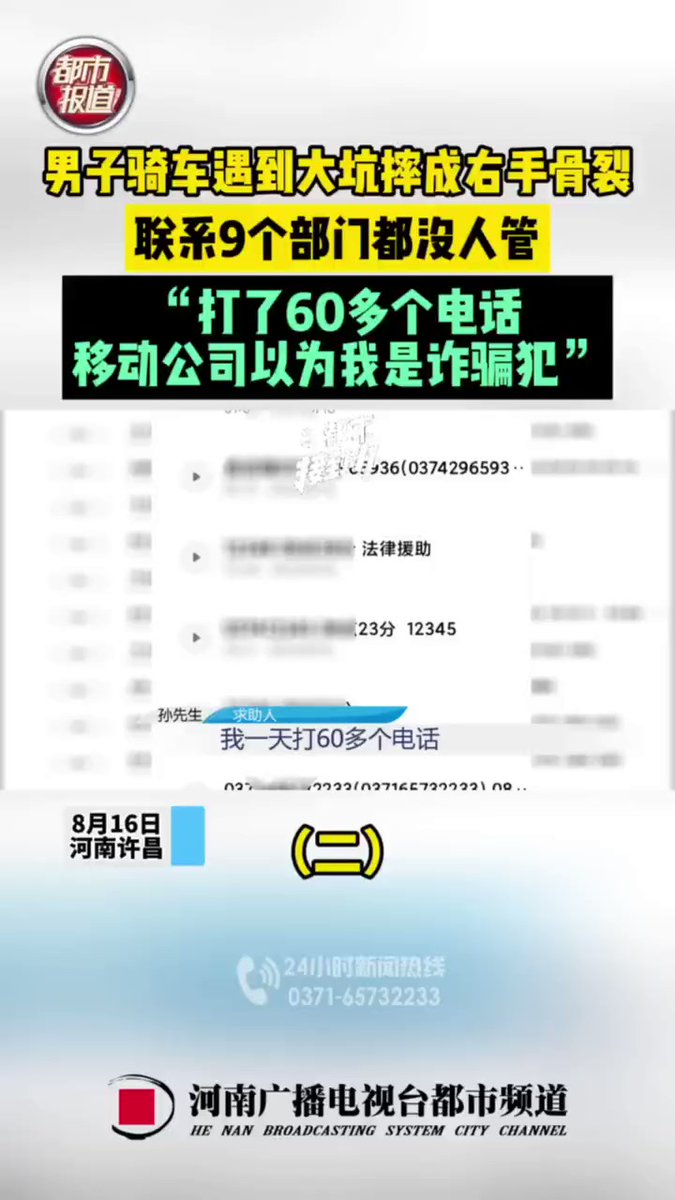 都市
报道
男子骑车遇到大坑摔成右手骨裂
联系9个部门都没人管
“打了60多个电话
移动公司以为我是诈骗犯”
65936(0374296593··
法律援助
23分 12345
孙先生 求助人
我一天打60多个电话
2233(037165732233) 08··
8月16日
河南许昌
（二）
24小时新闻热线
0371-65732233
河南广播电视台都市频道
HE NAN BROADCASTING SYSTEM CITY CHANNEL